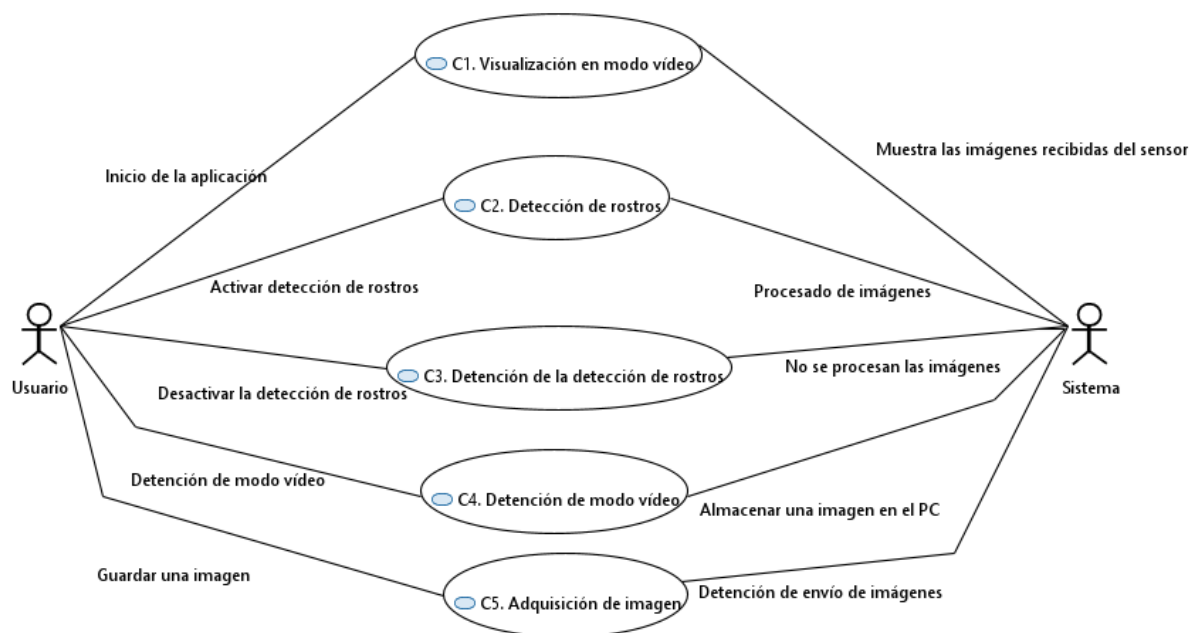 C1. Visualización en modo vídeo
Muestra las imágenes recibidas del sensor
Inicio de la aplicación
C2. Detección de rostros
Activar detección de rostros
Procesado de imágenes
No se procesan las imágenes
C3. Detención de la detección de rostros
Usuario
Sistema
Desactivar la detección de rostros
Detención de modo vídeo
C4. Detención de modo vídeo
Almacenar una imagen en el PC
Guardar una imagen
Detención de envío de imágenes
C5. Adquisición de imagen